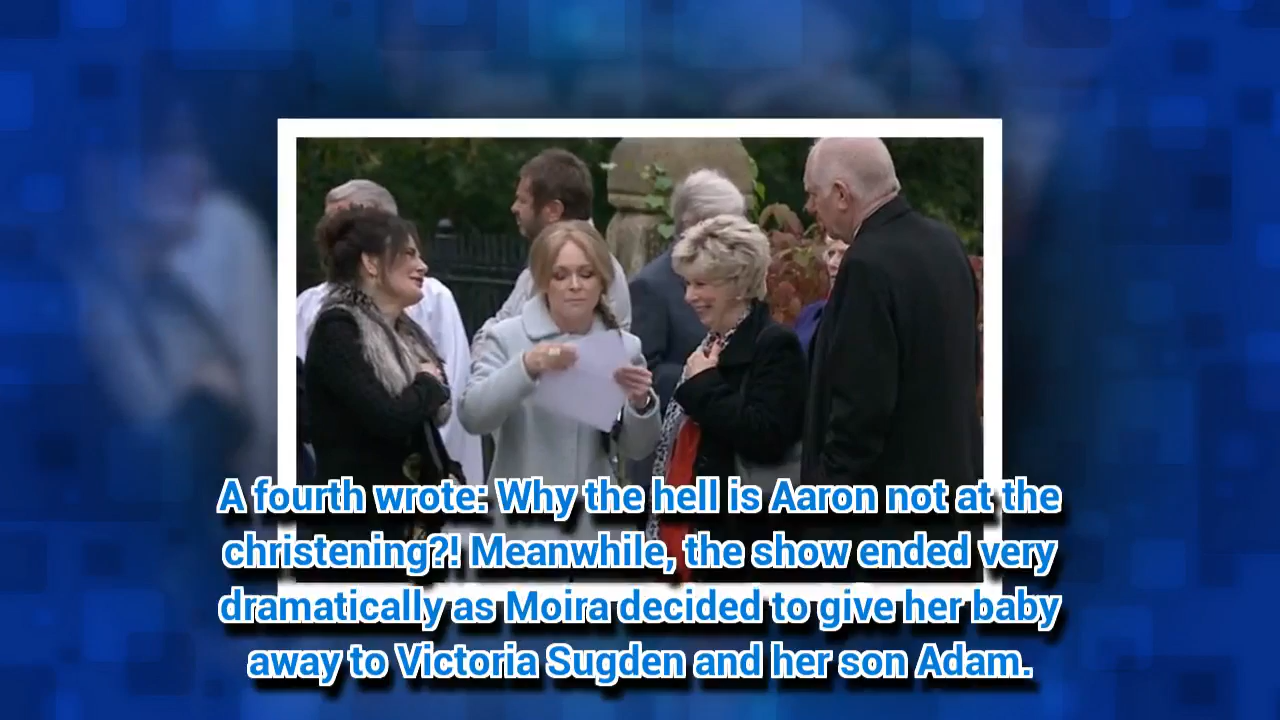 A fourth wrote: Why the hell is Aaron not at the
christening?! Meanwhile, the show ended very
dramatically as Moira decided to give her baby
away to Victoria Sugden and her son Adam.